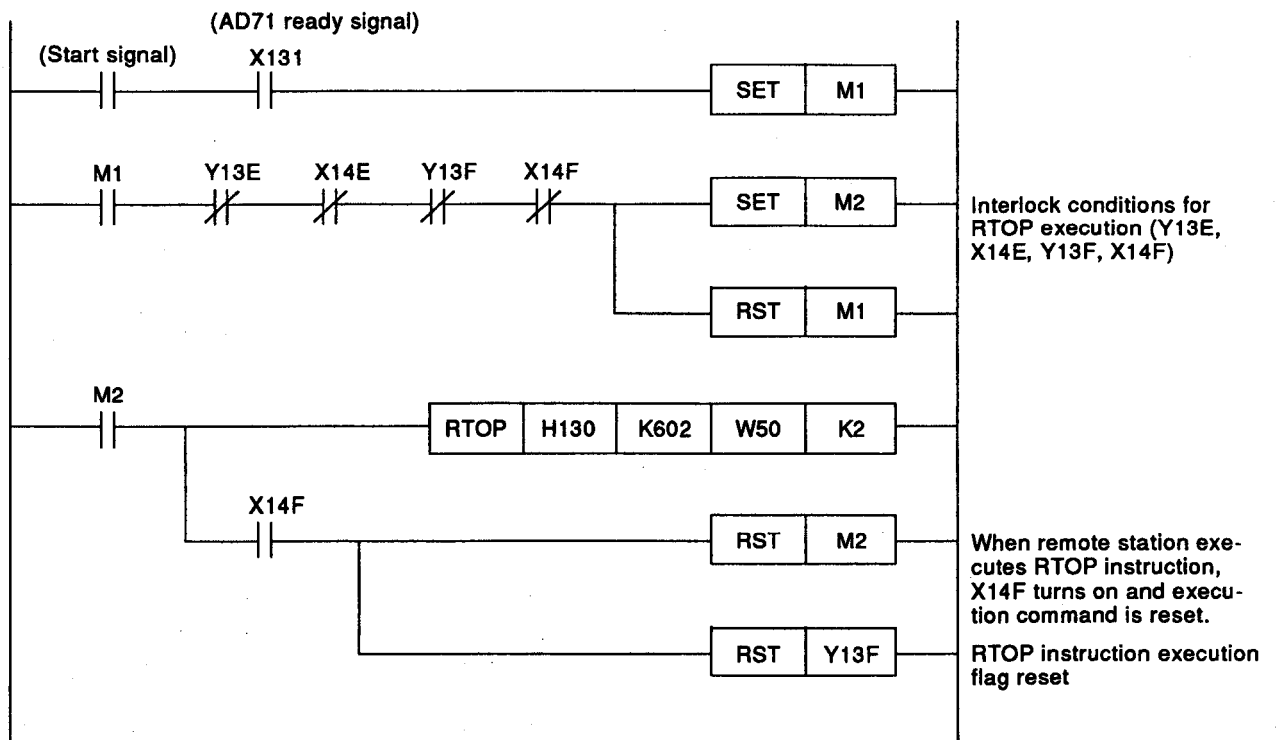 (AD71 ready signal)
(Start signal) X131
SET M1
M1 Y13E X14E Y13F X14F
SET M2
Interlock conditions for
RTOP execution (Y13E,
X14E, Y13F, X14F)
RST M1
M2
RTOP H130 K602 W50 K2
X14F
RST M2
When remote station exe-
cutes RTOP instruction,
X14F turns on and execu-
tion command is reset.
RST Y13F
RTOP instruction execution
flag reset